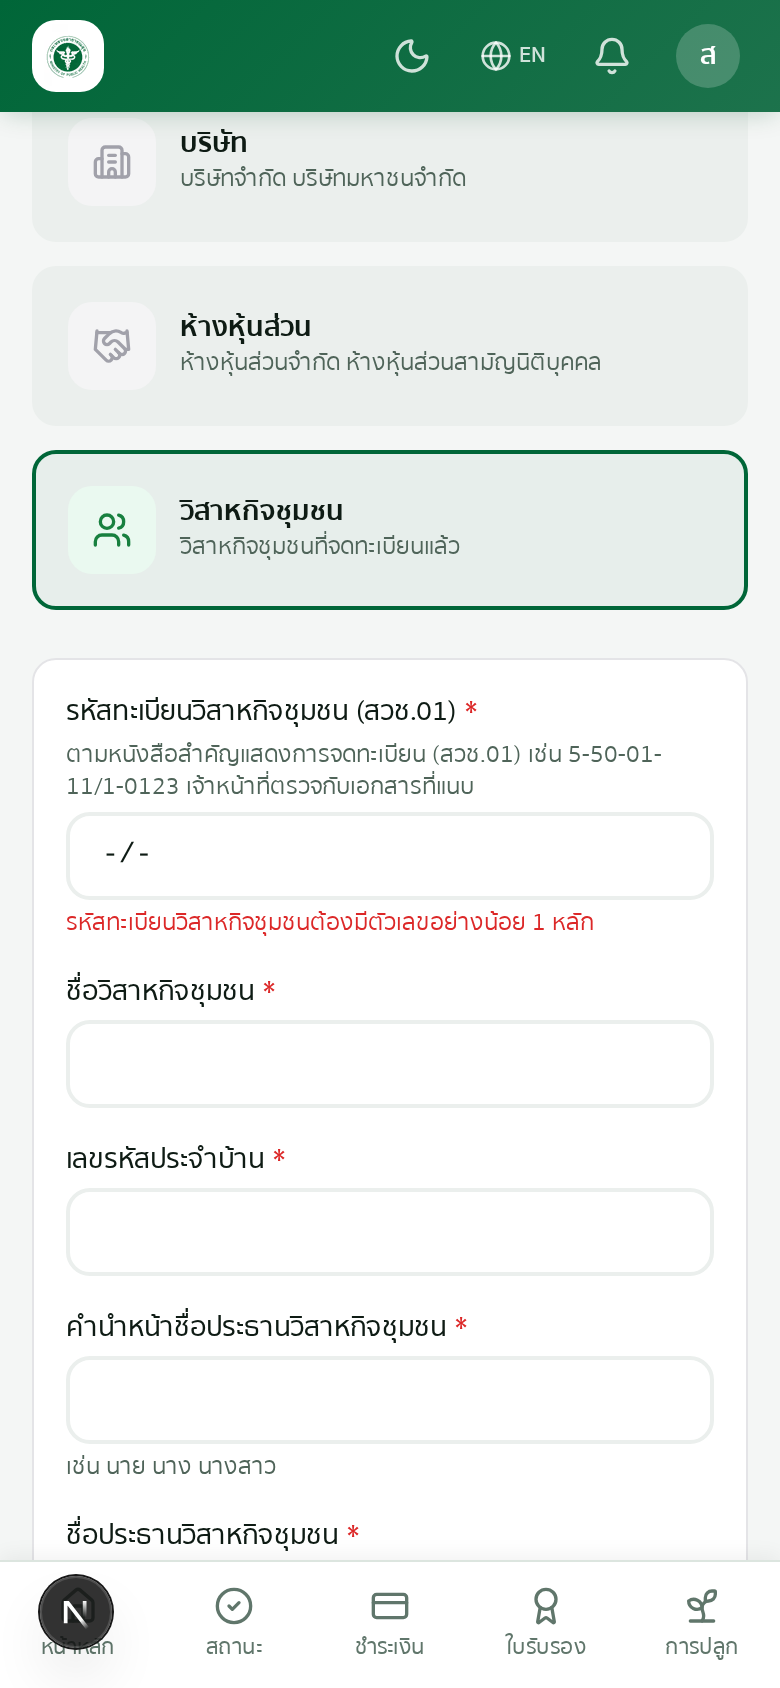 EN
ส
บริษัท
บริษัทจำกัด บริษัทมหาชนจำกัด
ห้างหุ้นส่วน
ห้างหุ้นส่วนจำกัด ห้างหุ้นส่วนสามัญนิติบุคคล
วิสาหกิจชุมชน
วิสาหกิจชุมชนที่จดทะเบียนแล้ว
รหัสทะเบียนวิสาหกิจชุมชน (สวช.01) *
ตามหนังสือสำคัญแสดงการจดทะเบียน (สวช.01) เช่น 5-50-01-
11/1-0123 เจ้าหน้าที่ตรวจกับเอกสารที่แนบ
-/-
รหัสทะเบียนวิสาหกิจชุมชนต้องมีตัวเลขอย่างน้อย 1 หลัก
ชื่อวิสาหกิจชุมชน *
เลขรหัสประจำบ้าน *
คำนำหน้าชื่อประธานวิสาหกิจชุมชน *
เช่น นาย นาง นางสาว
ชื่อประธานวิสาหกิจชุมชน *
N
หน้าหลัก
สถานะ
ชำระเงิน
ใบรับรอง
การปลูก